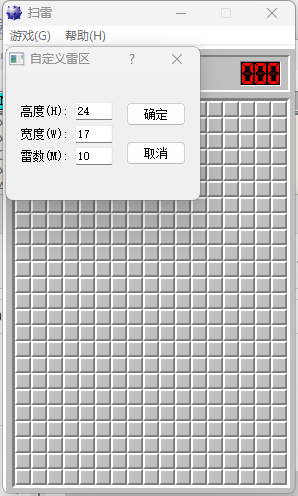 扫雷
游戏(G) 帮助(H)
自定义雷区 ?
高度(H): 24 确定
宽度(W): 17
雷数(M): 10 取消